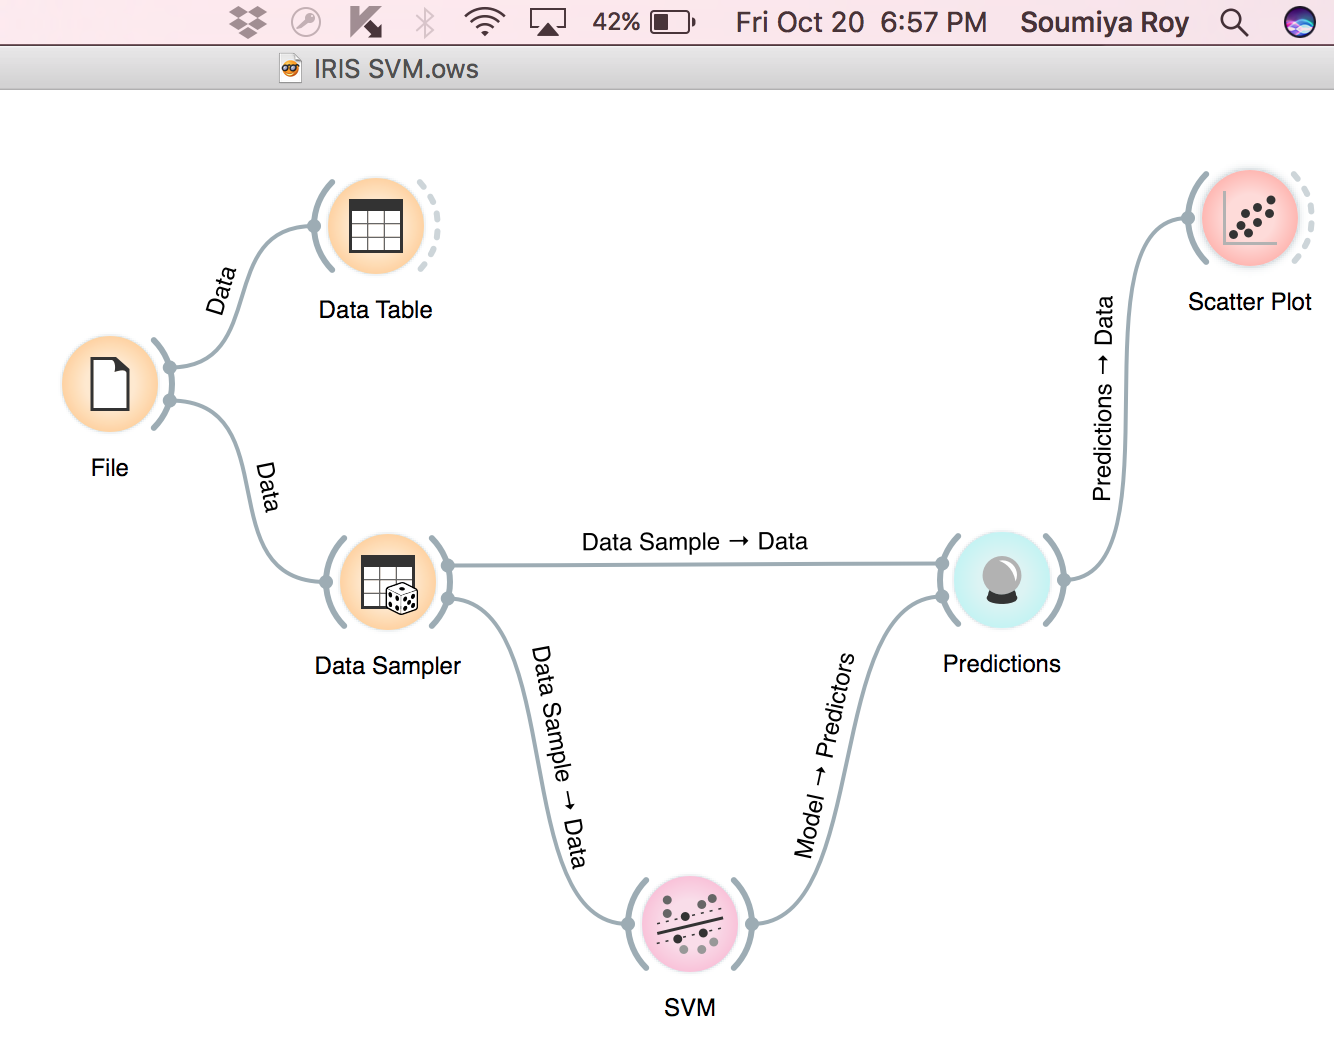 42% Fri Oct 20 6:57 PM Soumiya Roy
IRIS SVM.ows
Data Table
Scatter Plot
Data
Predictions → Data
File
Data
Data Sample → Data
Data Sampler
Predictions
Data Sample → Data
Model → Predictors
SVM